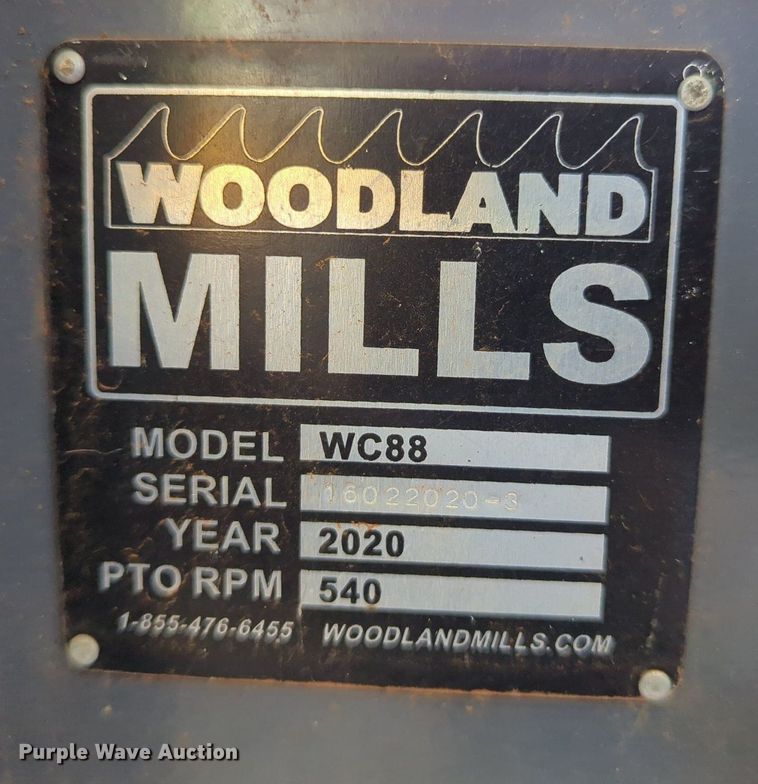 WOODLAND
MILLS
MODEL WC88
SERIAL 16022020-3
YEAR 2020
PTO RPM 540
1-855-476-6455 WOODLANDMILLS.COM
Purple Wave Auction